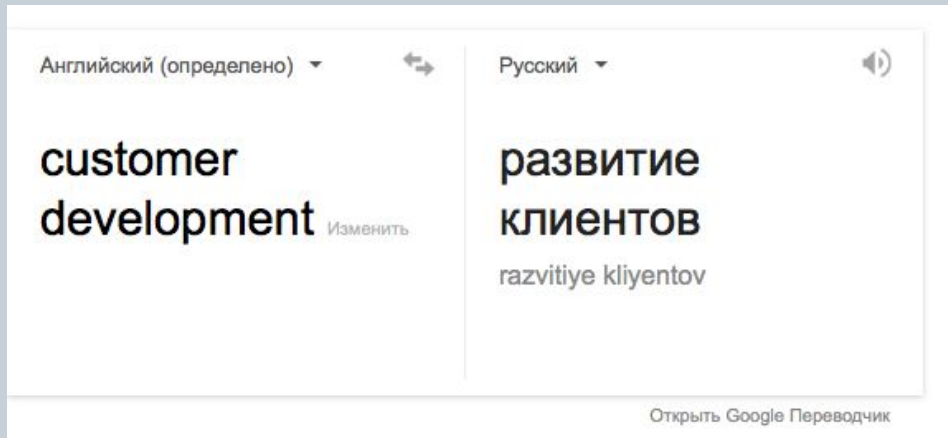 Английский (определено)
Русский
customer
development Изменить
развитие
клиентов
razvitiye kliyentov
Открыть Google Переводчик